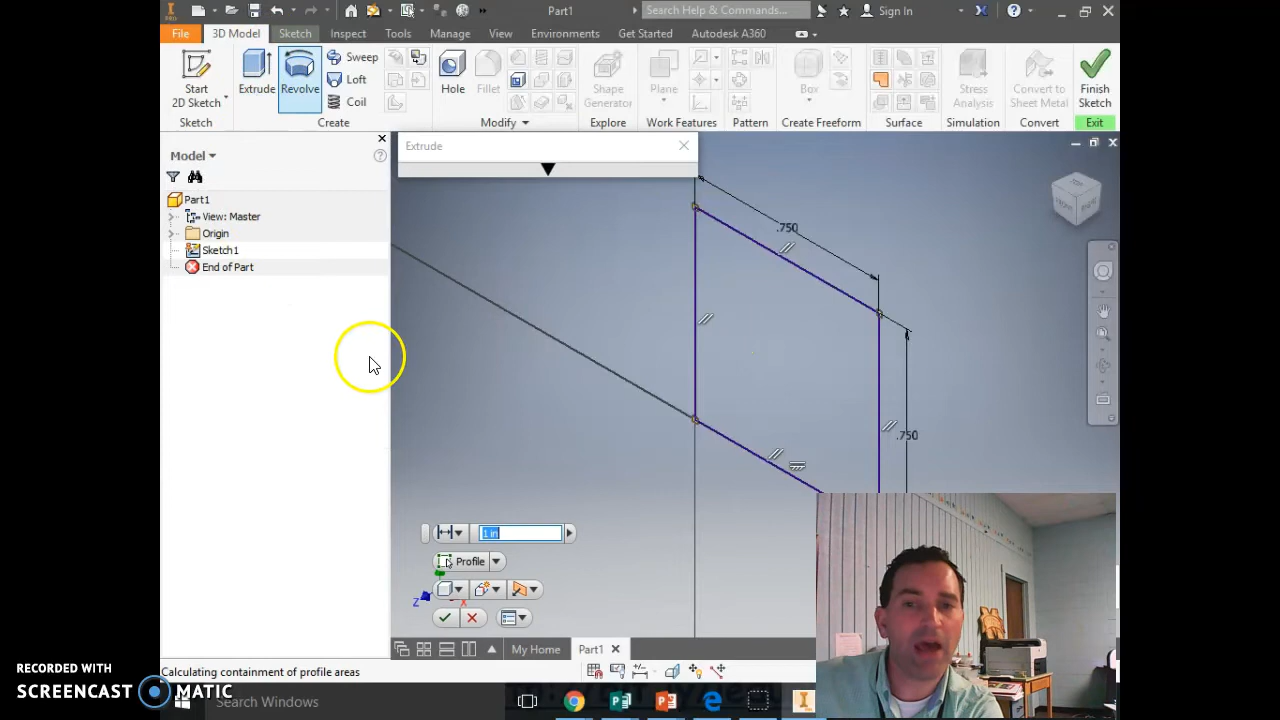 PRO
Part1
Search Help & Commands...
Sign In
File
3D Model
Sketch
Inspect
Tools
Manage
View
Environments
Get Started
Autodesk A360
Start
2D Sketch
Extrude
Revolve
Sweep
Loft
Coil
Hole
Fillet
Shape
Generator
Plane
Box
Stress
Analysis
Convert to
Sheet Metal
Finish
Sketch
Sketch
Create
Modify
Explore
Work Features
Pattern
Create Freeform
Surface
Simulation
Convert
Exit
Model
Extrude
Part1
View: Master
Origin
Sketch1
End of Part
TOP
FRONT
RIGHT
.750
.750
1 in
Profile
Z
X
My Home
Part1
Calculating containment of profile areas
RECORDED WITH
SCREENCAST MATIC
Search Windows